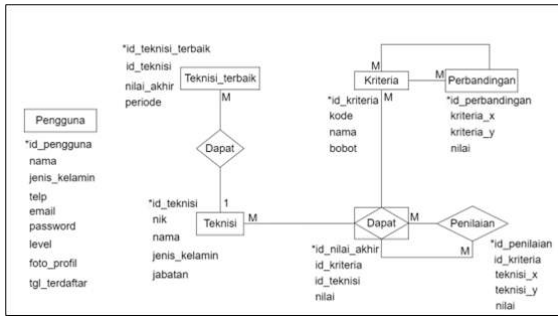 Pengguna
*id_pengguna
nama
jenis_kelamin
telp
email
password
level
foto_profil
tgl_terdaftar
*id_teknisi_terbaik
id_teknisi
nilai_akhir
periode
Teknisi_terbaik
M
Dapat
1
*id_teknisi
nik
nama
jenis_kelamin
jabatan
Teknisi
M
M
Kriteria
M
Perbandingan
M
*id_kriteria
kode
nama
bobot
*id_perbandingan
kriteria_x
kriteria_y
nilai
Dapat
M
Penilaian
M
*id_nilai_akhir
id_kriteria
id_teknisi
nilai
*id_penilaian
id_kriteria
teknisi_x
teknisi_y
nilai